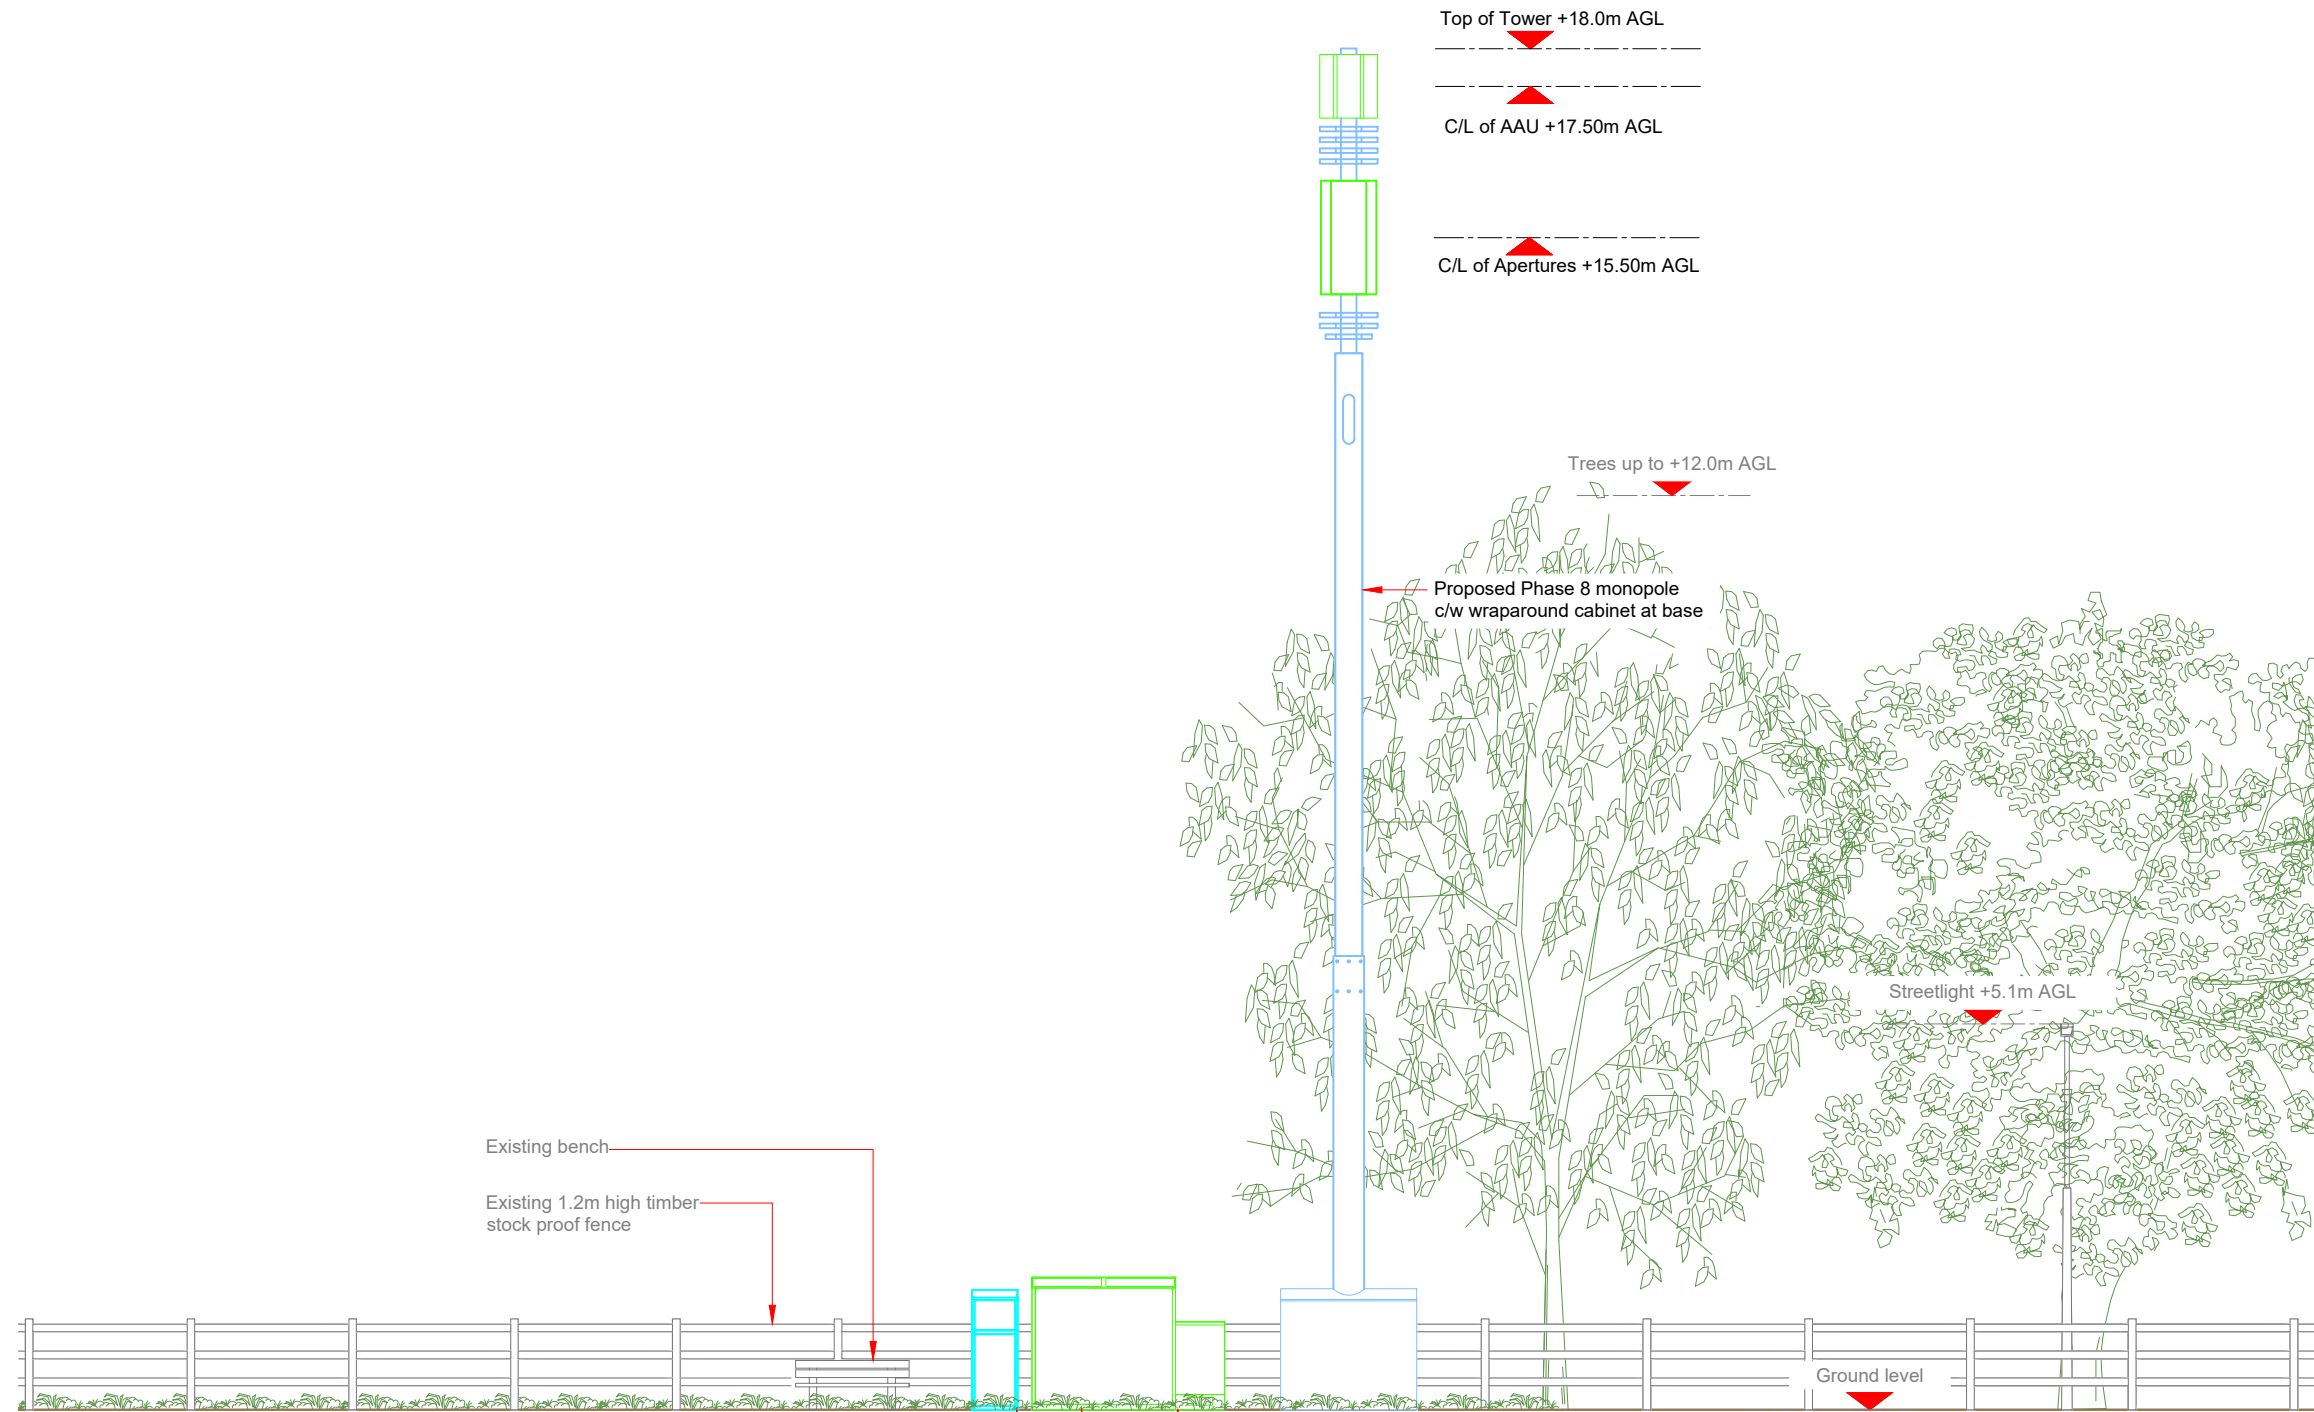 Top of Tower +18.0m AGL
C/L of AAU +17.50m AGL
C/L of Apertures +15.50m AGL
Trees up to +12.0m AGL
Proposed Phase 8 monopole
c/w wraparound cabinet at base
Streetlight +5.1m AGL
Existing bench
Existing 1.2m high timber
stock proof fence
Ground level